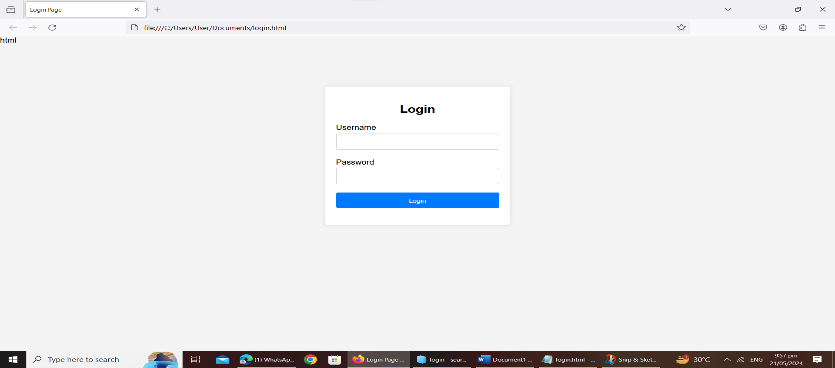 Login Page
file:///C:/Users/User/Documents/login.html
html
Login
Username
Password
Login
Type here to search
(1) WhatsAp...
Login Page ...
login - sear...
Document1 ...
login.html - ...
Snip & Sket...
30°C
ENG
9:57 pm
21/05/2024